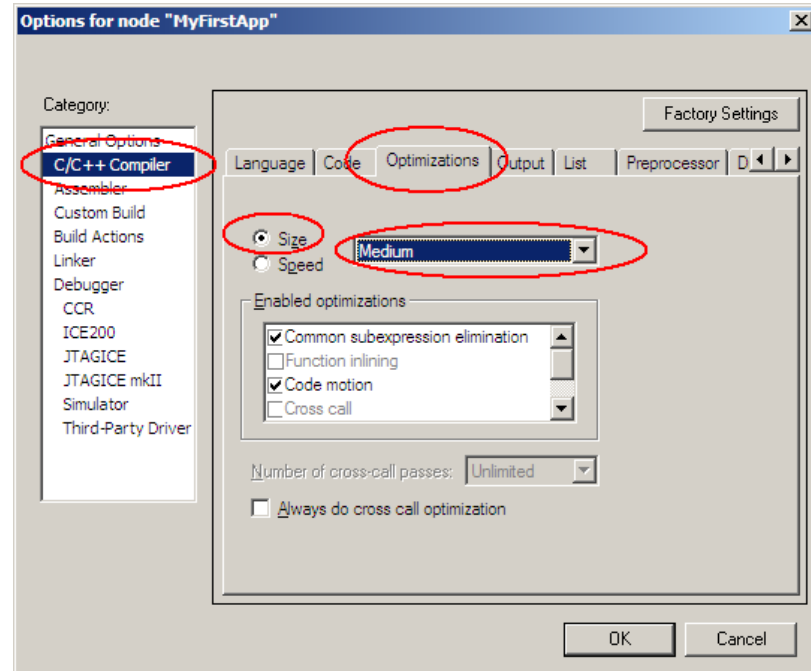 Options for node "MyFirstApp"
Category:
General Options
C/C++ Compiler
Assembler
Custom Build
Build Actions
Linker
Debugger
CCR
ICE200
JTAGICE
JTAGICE mkII
Simulator
Third-Party Driver
Factory Settings
Language Code Optimizations Output List Preprocessor D
Size
Medium
Speed
Enabled optimizations
Common subexpression elimination
Function inlining
Code motion
Cross call
Number of cross-call passes: Unlimited
Always do cross call optimization
OK Cancel